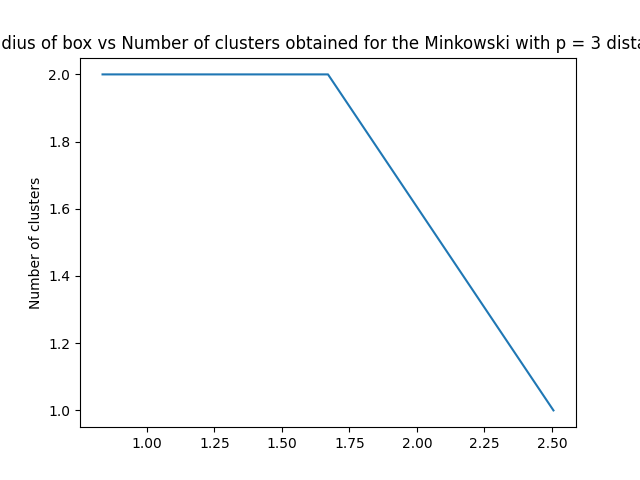 dius of box vs Number of clusters obtained for the Minkowski with p = 3 dista
2.0
1.8
1.6
1.4
1.2
1.0
Number of clusters
1.00 1.25 1.50 1.75 2.00 2.25 2.50